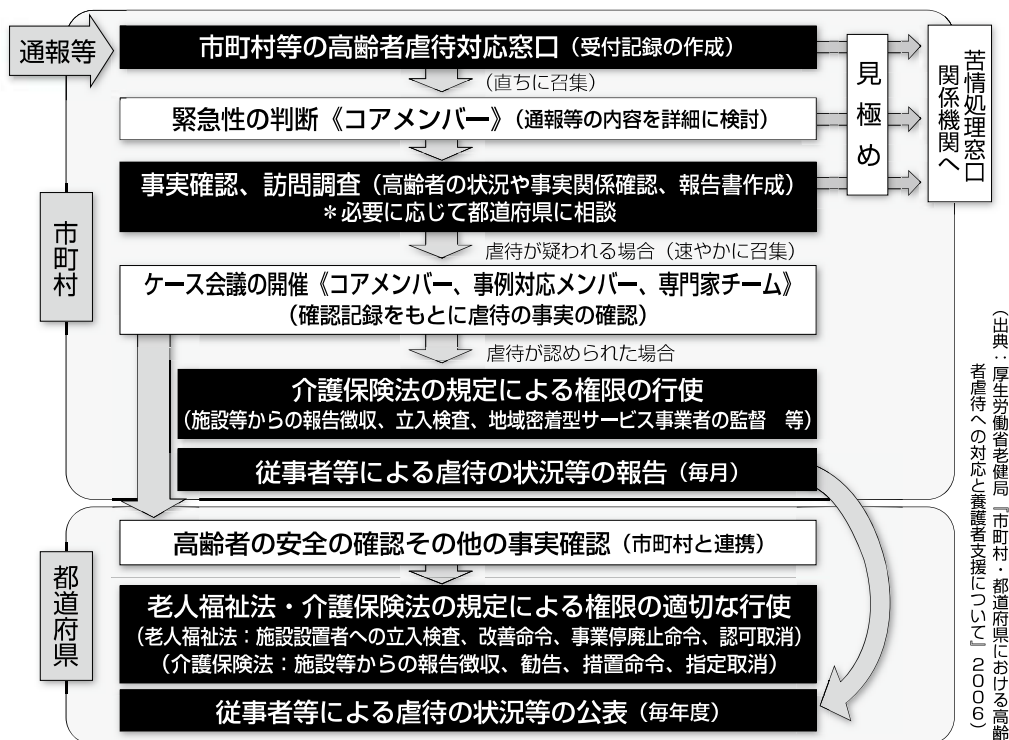 通報等
市町村等の高齢者虐待対応窓口（受付記録の作成）
（直ちに召集）
緊急性の判断《コアメンバー》（通報等の内容を詳細に検討）
事実確認、訪問調査（高齢者の状況や事実関係確認、報告書作成）
＊必要に応じて都道府県に相談
見極め
苦情処理窓口
関係機関へ
市町村
虐待が疑われる場合（速やかに召集）
ケース会議の開催《コアメンバー、事例対応メンバー、専門家チーム》
（確認記録をもとに虐待の事実の確認）
虐待が認められた場合
介護保険法の規定による権限の行使
（施設等からの報告徴収、立入検査、地域密着型サービス事業者の監督　等）
従事者等による虐待の状況等の報告（毎月）
都道府県
高齢者の安全の確認その他の事実確認（市町村と連携）
老人福祉法・介護保険法の規定による権限の適切な行使
（老人福祉法：施設設置者への立入検査、改善命令、事業停廃止命令、認可取消）
（介護保険法：施設等からの報告徴収、勧告、措置命令、指定取消）
従事者等による虐待の状況等の公表（毎年度）
（出典：厚生労働省老健局『市町村・都道府県における高齢
者虐待への対応と養護者支援について』2006）